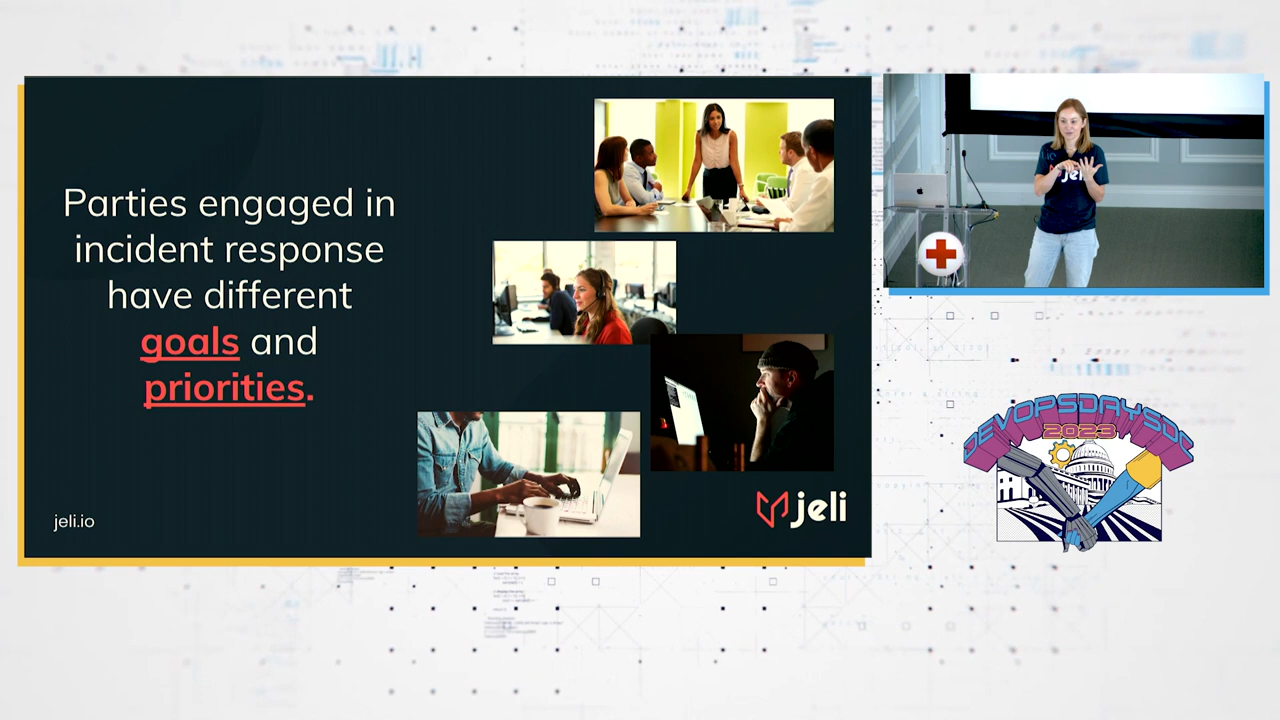 Parties engaged in
incident response
have different
goals and
priorities.
jeli.io
jeli
jeli
DEVOPSDAYSDC
2023